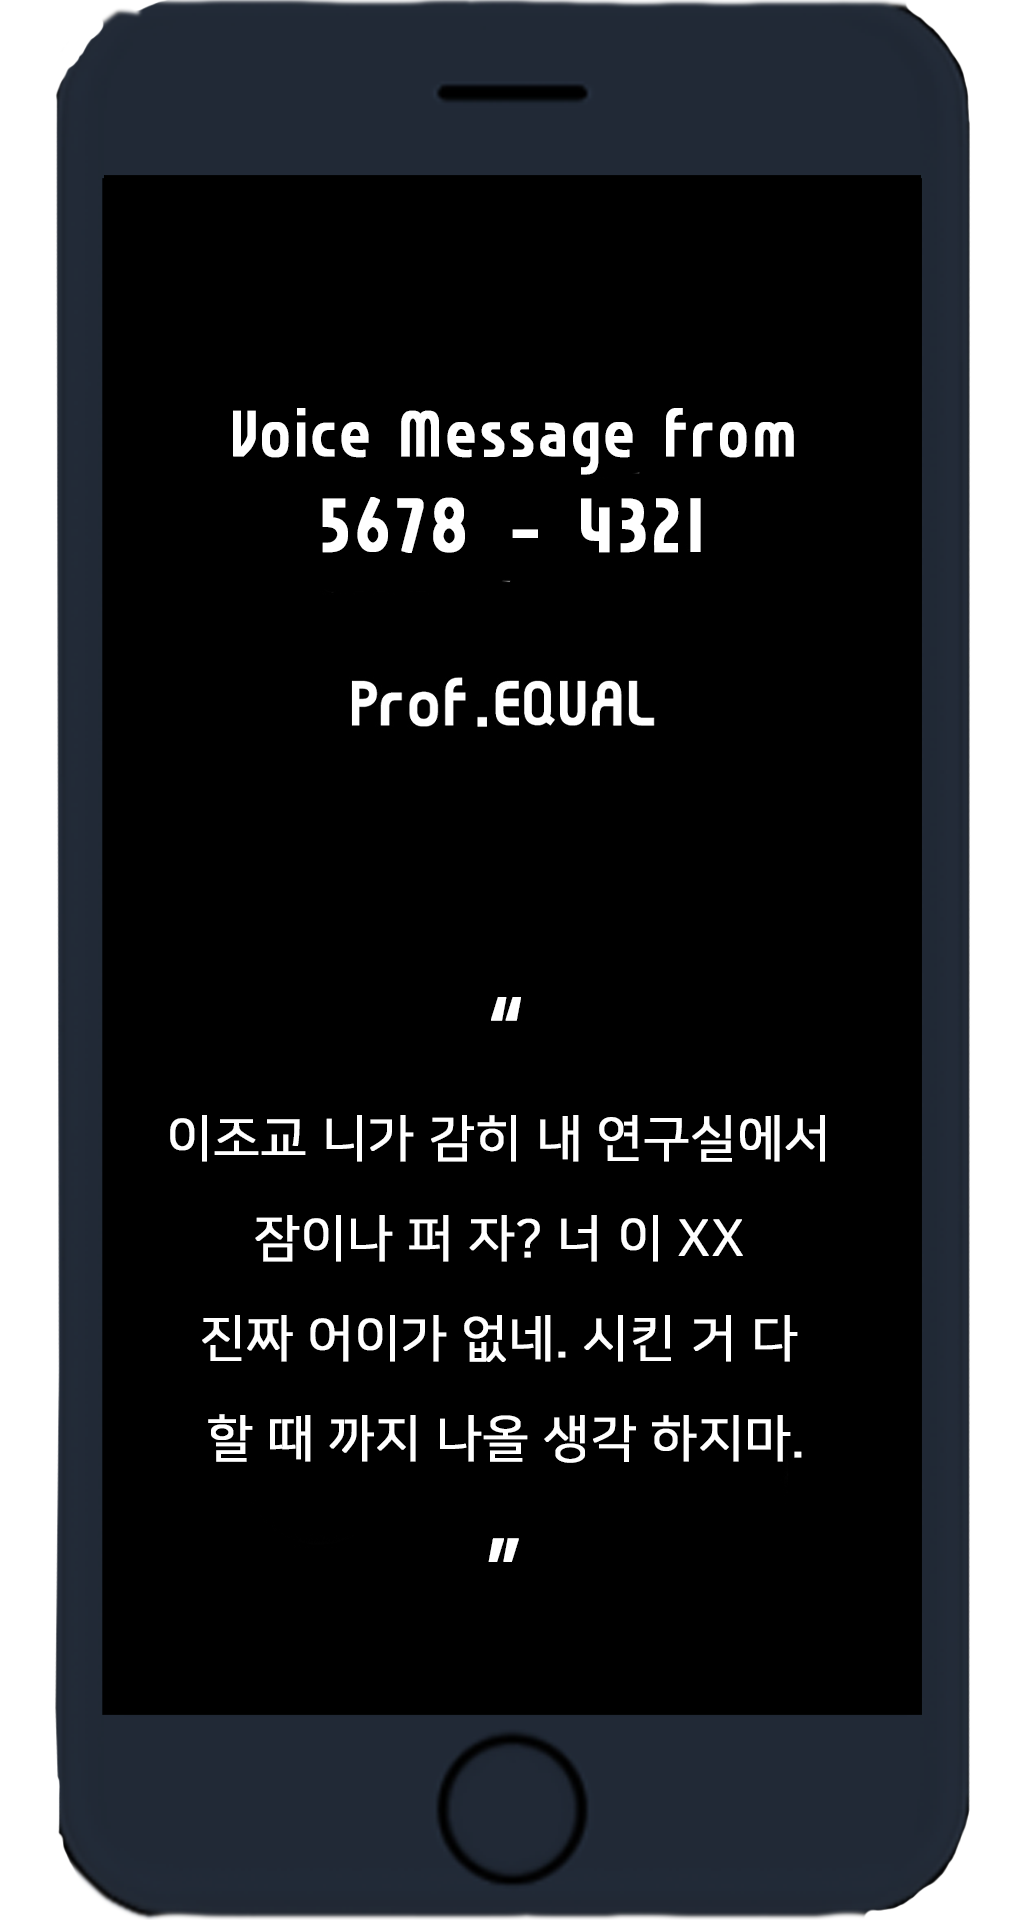 Voice Message from
5678 - 4321
Prof.EQUAL
"
이조교 니가 감히 내 연구실에서
잠이나 퍼 자? 너 이 XX
진짜 어이가 없네. 시킨 거 다
할 때 까지 나올 생각 하지마.
"